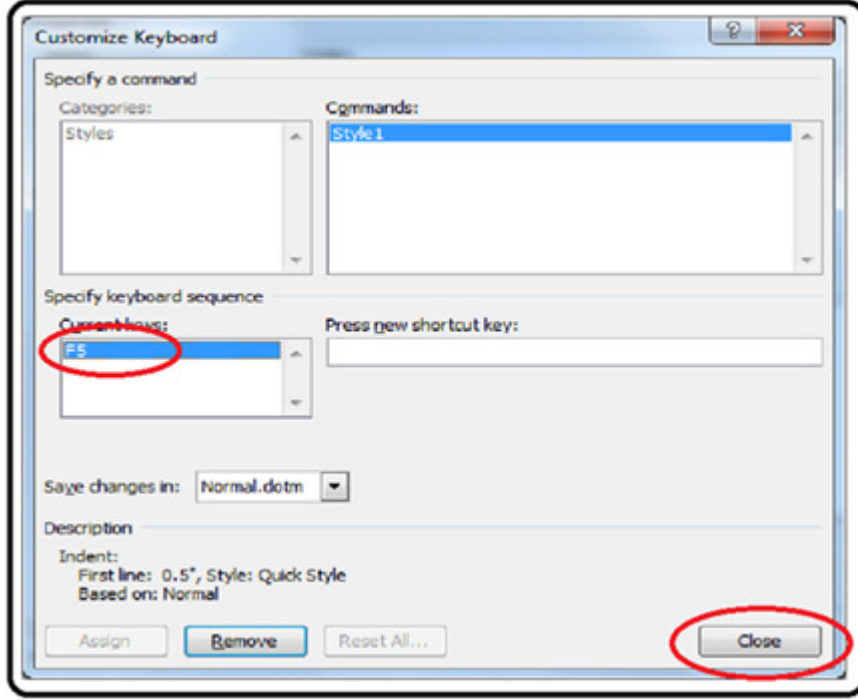 Customize Keyboard
Specify a command
Categories:
Commands:
Styles
Style1
Specify keyboard sequence
Current keys:
Press new shortcut key:
F5
Save changes in: Normal.dotm
Description
Indent:
First line: 0.5", Style: Quick Style
Based on: Normal
Assign Remove Reset All... Close